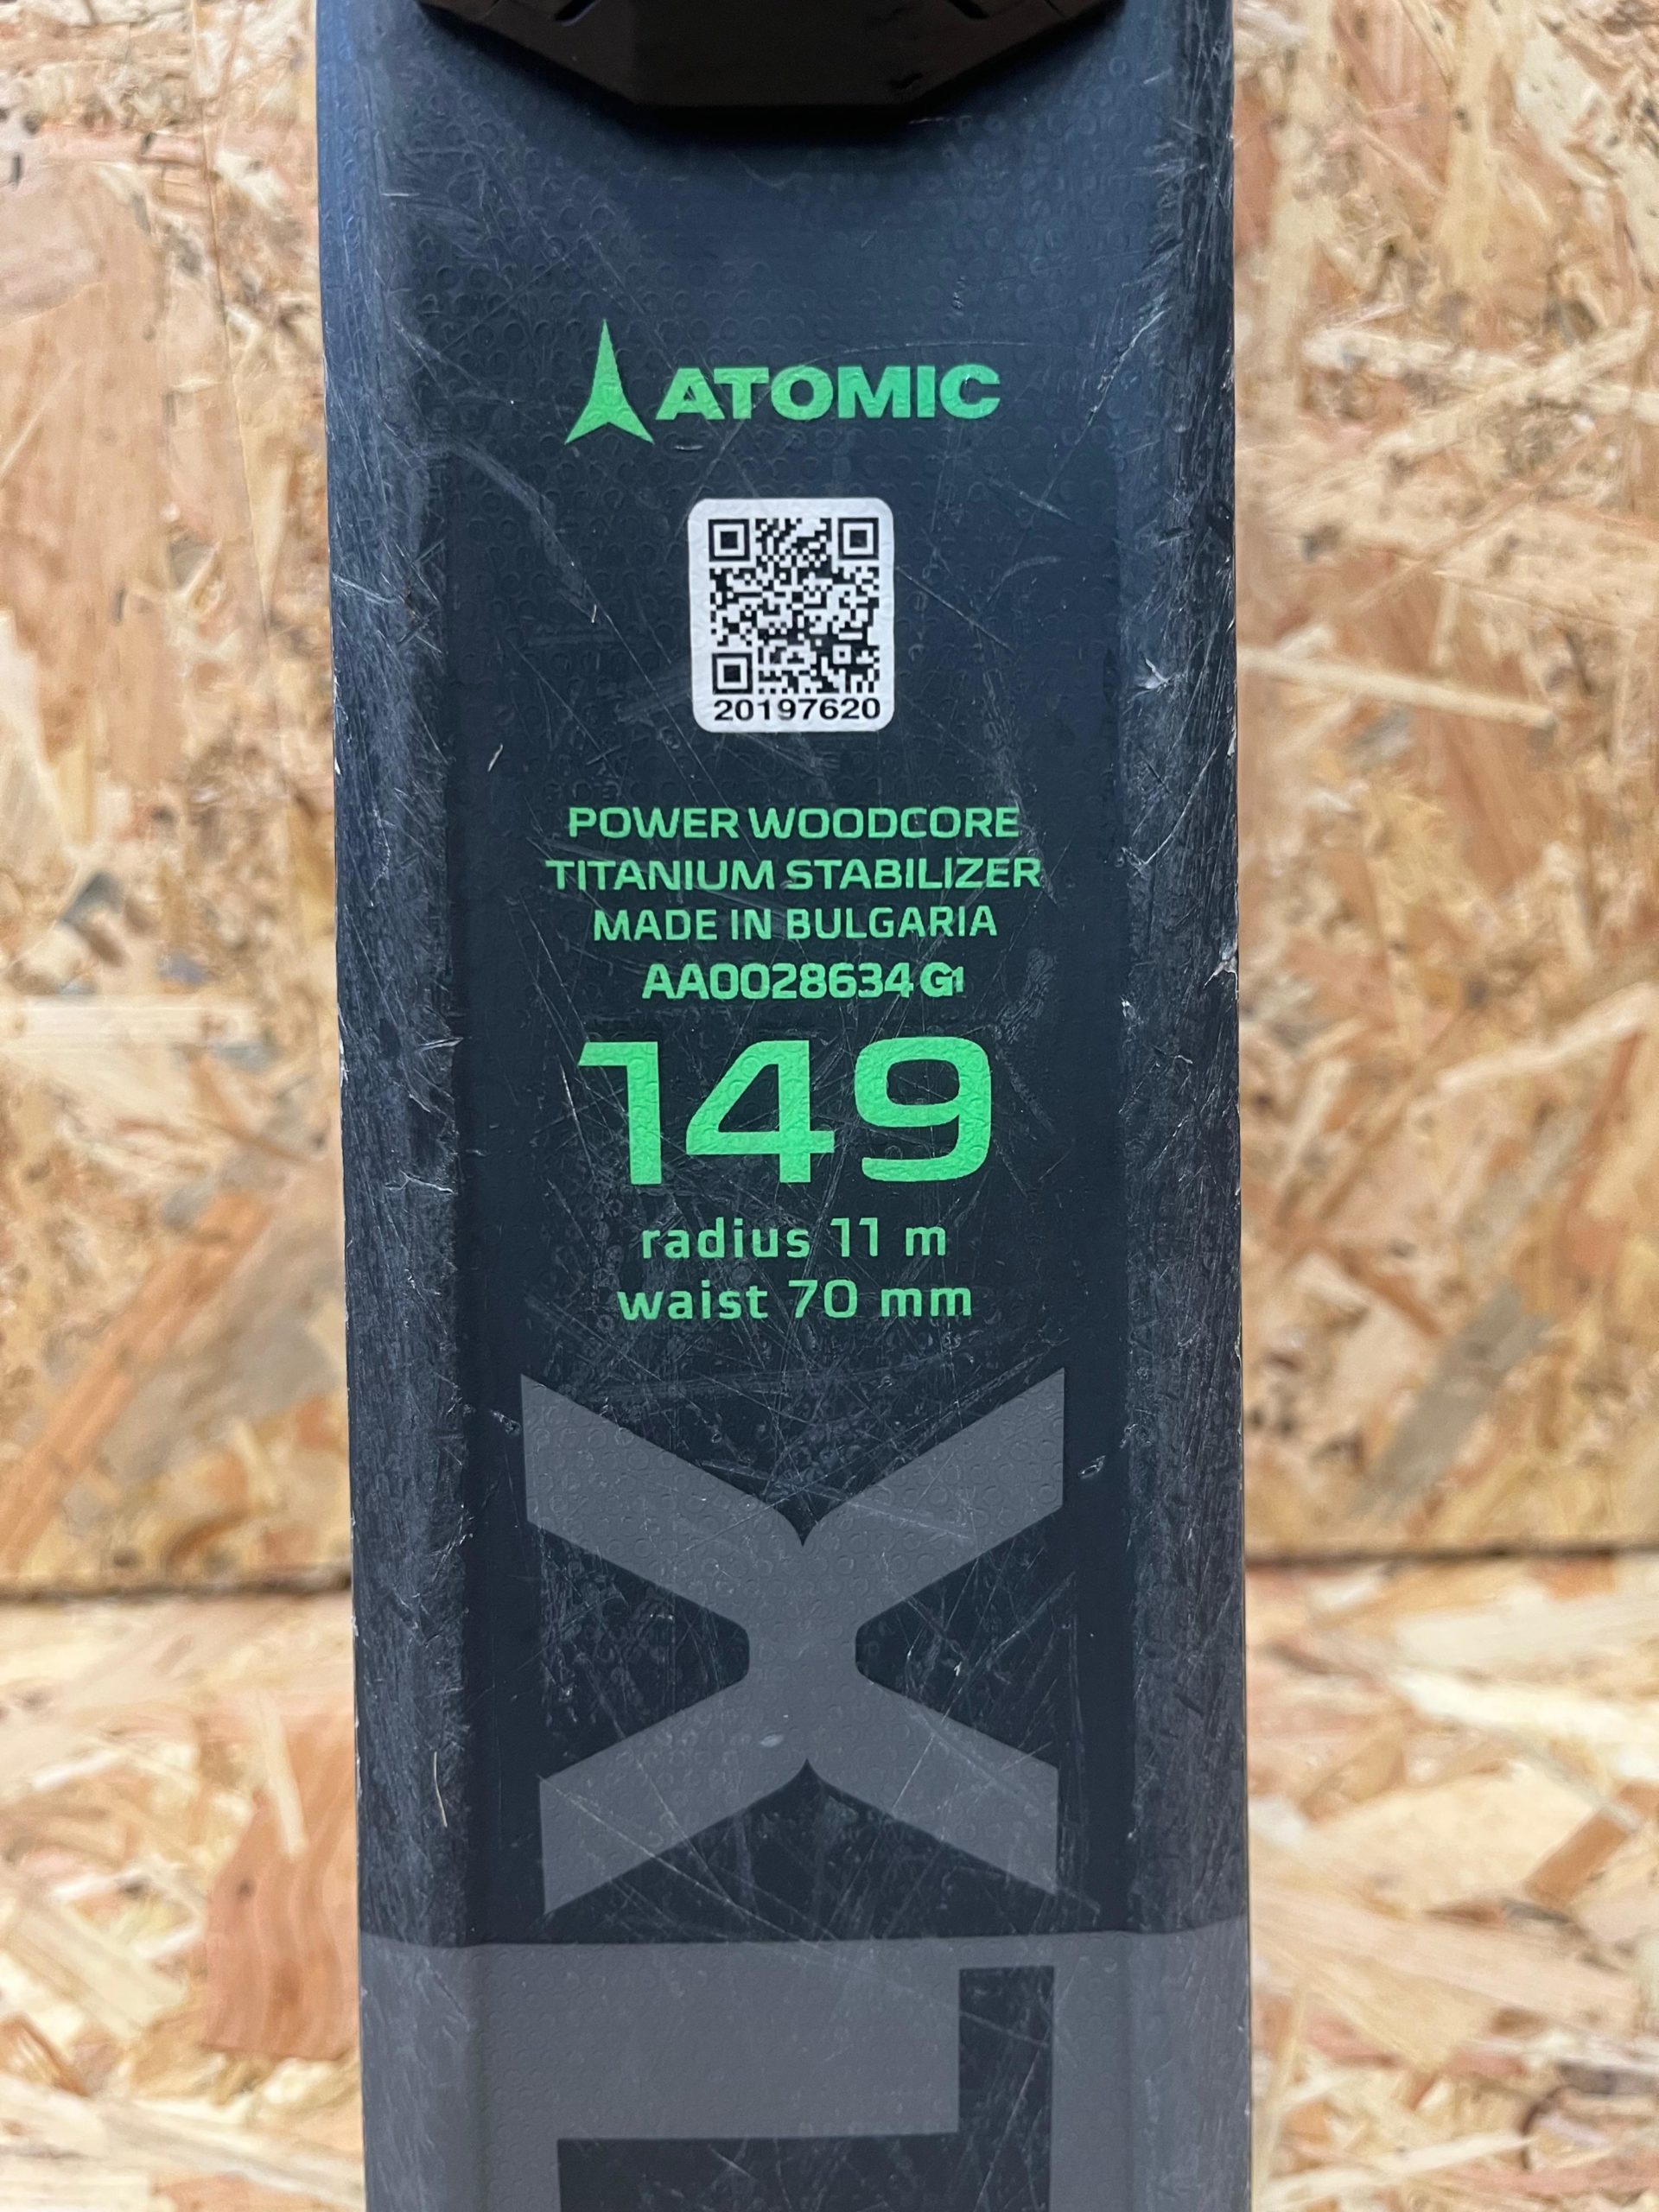 ATOMIC
20197620
POWER WOODCORE
TITANIUM STABILIZER
MADE IN BULGARIA
AA0028634 G1
149
radius 11 m
waist 70 mm
X